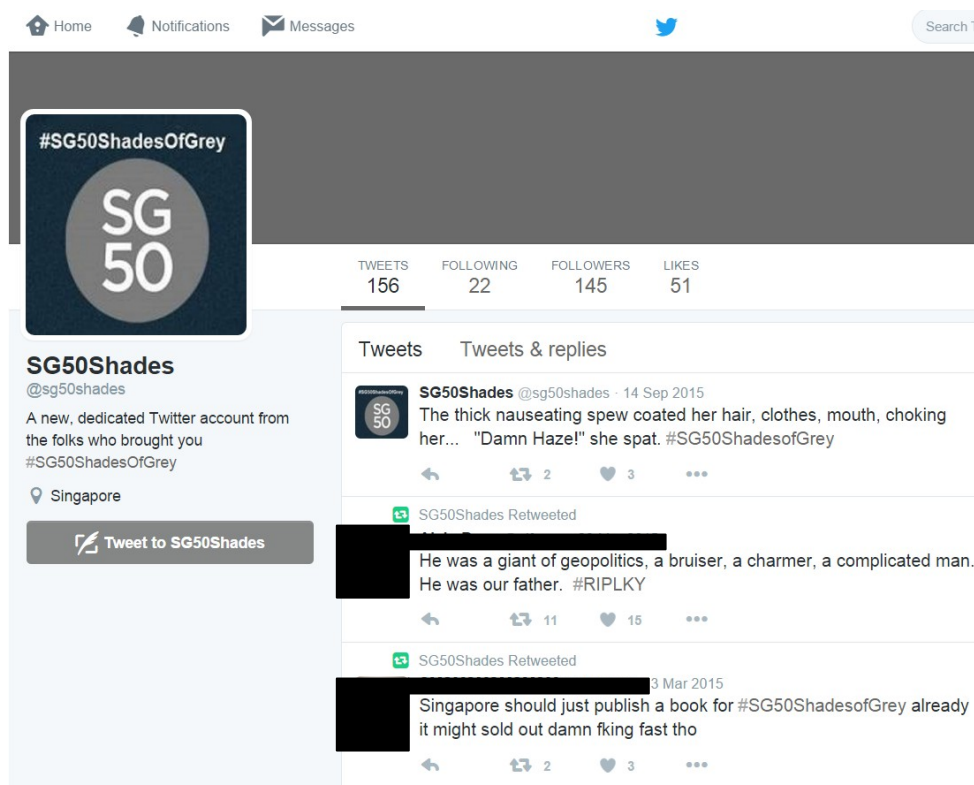 Home Notifications Messages Search
#SG50ShadesOfGrey
SG
50
TWEETS FOLLOWING FOLLOWERS LIKES
156 22 145 51
SG50Shades
@sg50shades
A new, dedicated Twitter account from
the folks who brought you
#SG50ShadesOfGrey
Singapore
Tweet to SG50Shades
Tweets Tweets & replies
#SG50ShadesOfGrey
SG
50
SG50Shades @sg50shades · 14 Sep 2015
The thick nauseating spew coated her hair, clothes, mouth, choking
her... "Damn Haze!" she spat. #SG50ShadesofGrey
2 3
SG50Shades Retweeted
He was a giant of geopolitics, a bruiser, a charmer, a complicated man.
He was our father. #RIPLKY
11 15
SG50Shades Retweeted
3 Mar 2015
Singapore should just publish a book for #SG50ShadesofGrey already
it might sold out damn fking fast tho
2 3